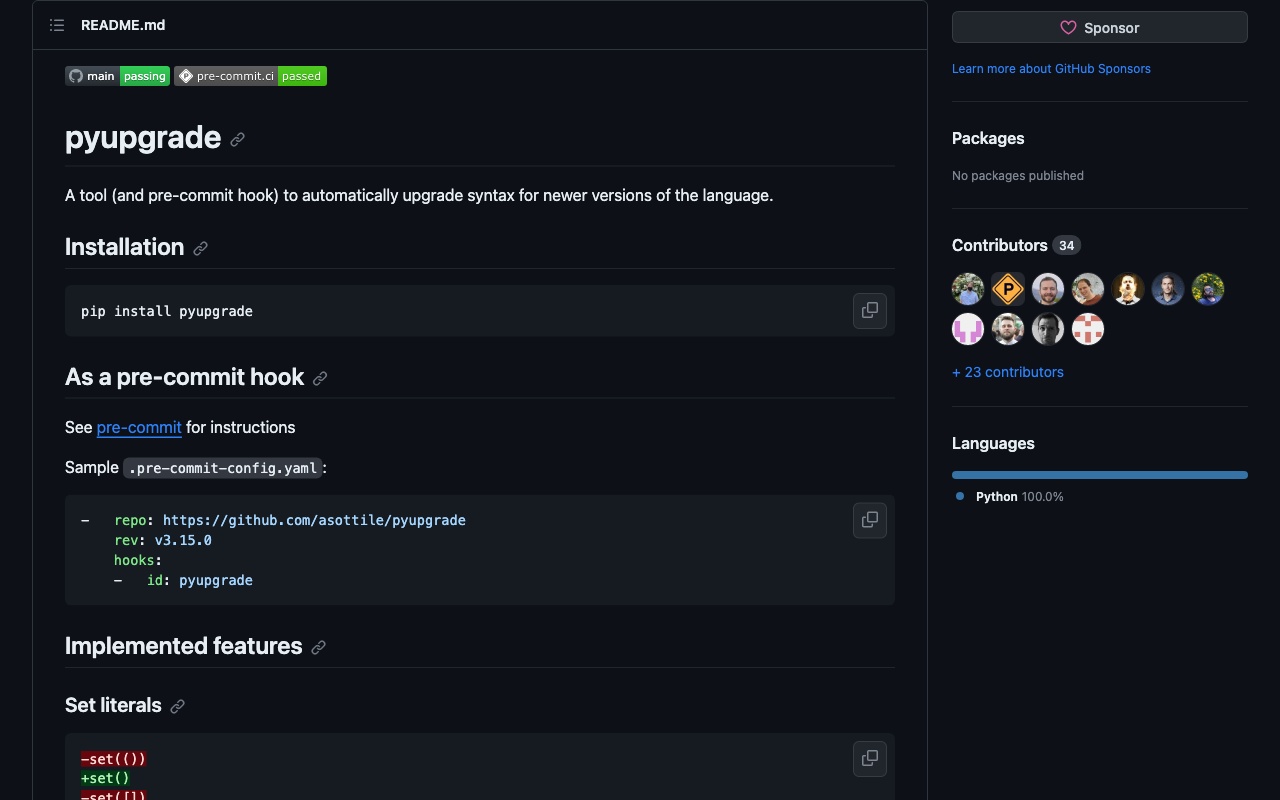 README.md
main passing pre-commit.ci passed
pyupgrade
A tool (and pre-commit hook) to automatically upgrade syntax for newer versions of the language.
Installation
pip install pyupgrade
As a pre-commit hook
See pre-commit for instructions
Sample .pre-commit-config.yaml:
-   repo: https://github.com/asottile/pyupgrade
    rev: v3.15.0
    hooks:
    -   id: pyupgrade
Implemented features
Set literals
-set(())
+set()
-set([])
Sponsor
Learn more about GitHub Sponsors
Packages
No packages published
Contributors 34
P
+ 23 contributors
Languages
Python 100.0%